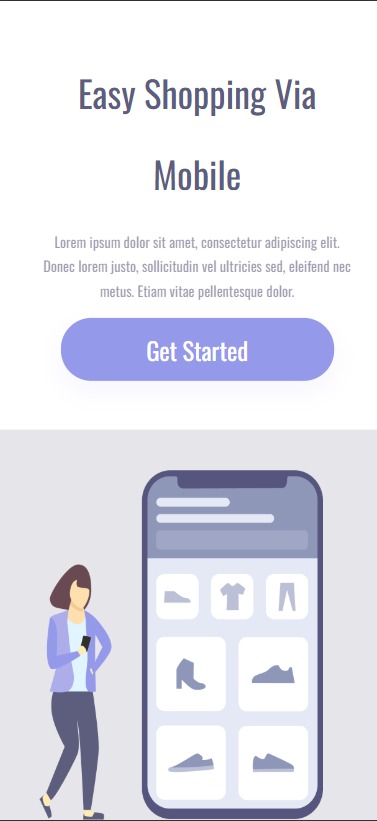 Easy Shopping Via
Mobile
Lorem ipsum dolor sit amet, consectetur adipiscing elit.
Donec lorem justo, sollicitudin vel ultricies sed, eleifend nec
metus. Etiam vitae pellentesque dolor.
Get Started